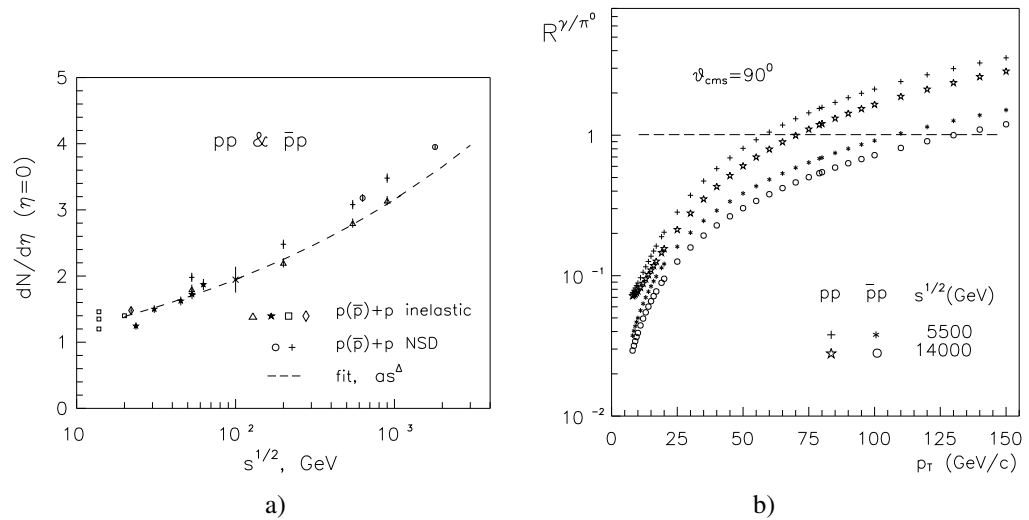 dN/dη (η=0)
5
4
3
2
1
0
pp & p̄p
p(p̄)+p inelastic
p(p̄)+p NSD
fit, as^Δ
10
10²
10³
s^1/2, GeV
a)
R^γ/π⁰
ϑcms=90⁰
1
10⁻¹
10⁻²
pp p̄p s^1/2(GeV)
5500
14000
0 25 50 75 100 125 150
pT (GeV/c)
b)